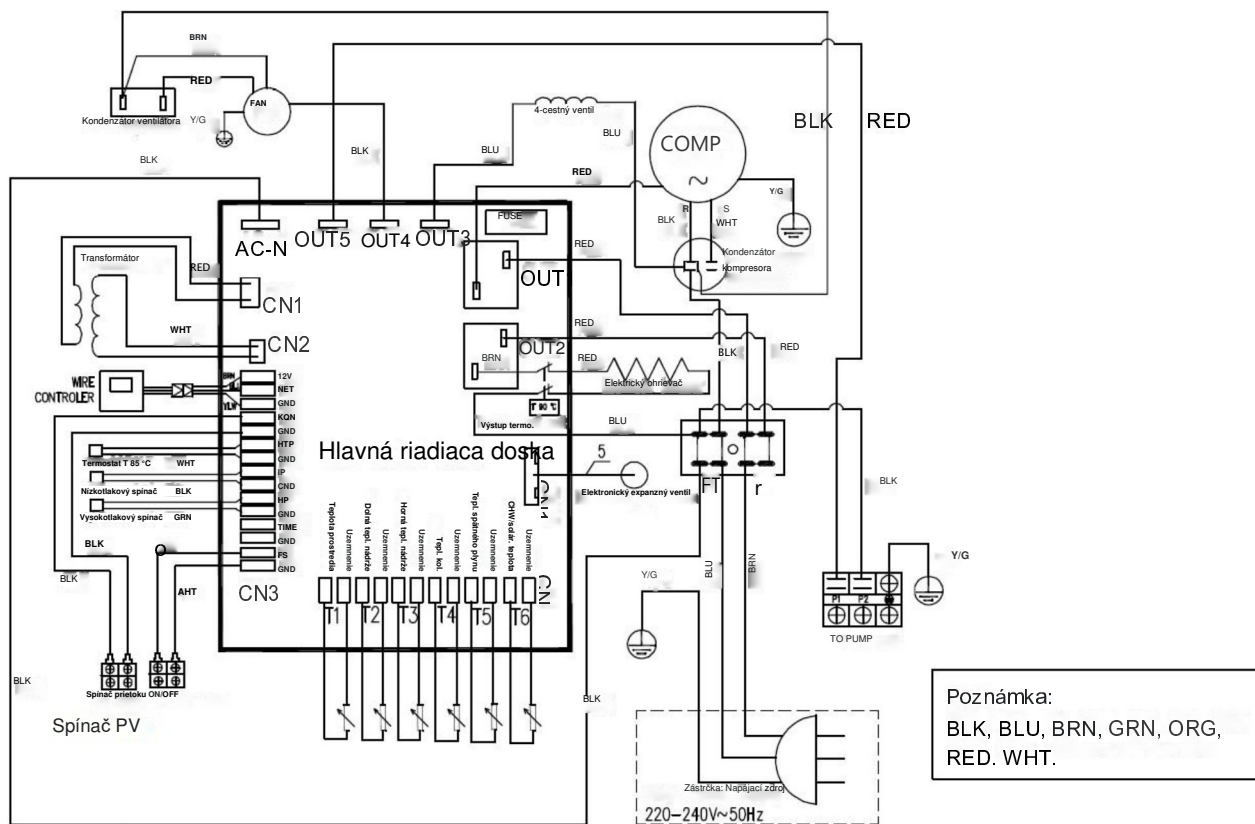 BRN
RED
FAN
Kondenzátor ventilátora
Y/G
BLK
BLK
BLU
4-cestný ventil
BLU
RED
COMP
~
BLK
RED
Y/G
R
S
BLK
WHT
Kondenzátor
kompresora
AC-N
OUT5
OUT4
OUT3
FUSE
RED
OUT
Transformátor
RED
CN1
WHT
CN2
RED
OUT2
BRN
RED
Elektrický ohrievač
BLK
RED
T 90 °C
Výstup termo.
BLU
WIRE
CONTROLER
BRN
YLW
12V
NET
GND
KQN
GND
HTP
GND
IP
CND
HP
GND
TIME
GND
FS
GND
Termostat T 85 °C
WHT
Nízkotlakový spínač
BLK
Vysokotlakový spínač
GRN
BLK
BLK
AHT
CN3
Hlavná riadiaca doska
5
Elektronický expanzný ventil
FT
r
BLK
Teplota prostredia
Uzemnenie
Dolná tepl. nádrže
Uzemnenie
Horná tepl. nádrže
Uzemnenie
Tepl. kol.
Uzemnenie
Tepl. spätného plynu
Uzemnenie
CHW/solár. teplota
Uzemnenie
CN
T1
T2
T3
T4
T5
T6
Y/G
BLU
BRN
Y/G
P1
P2
TO PUMP
BLK
Spínač prietoku ON/OFF
Spínač PV
BLK
Zástrčka: Napájací zdroj
220-240V~50Hz
Poznámka:
BLK, BLU, BRN, GRN, ORG,
RED. WHT.